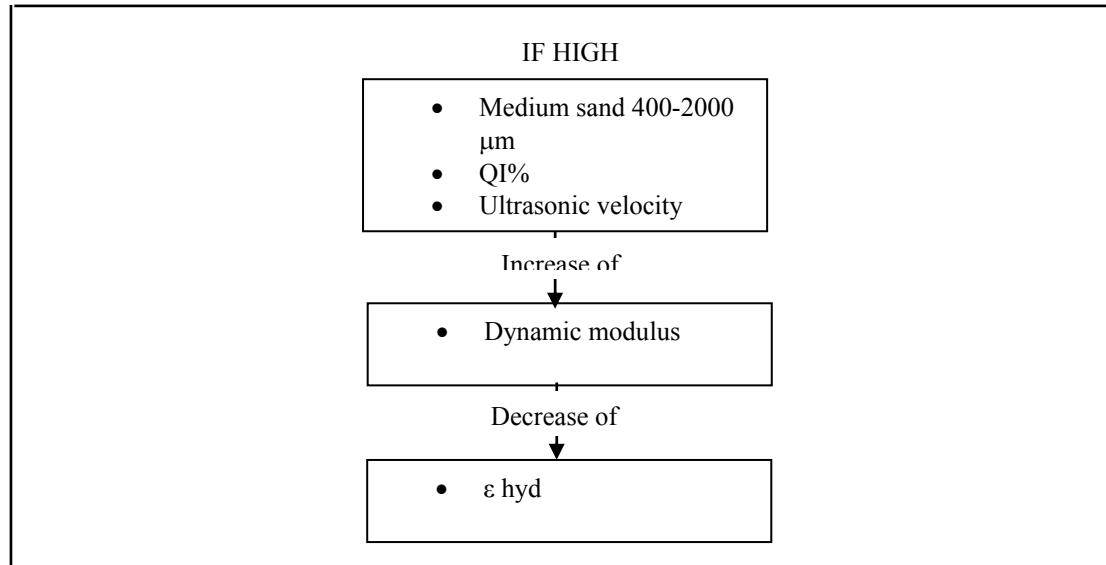 IF HIGH
• Medium sand 400-2000
μm
• QI%
• Ultrasonic velocity
Increase of
• Dynamic modulus
Decrease of
• ε hyd